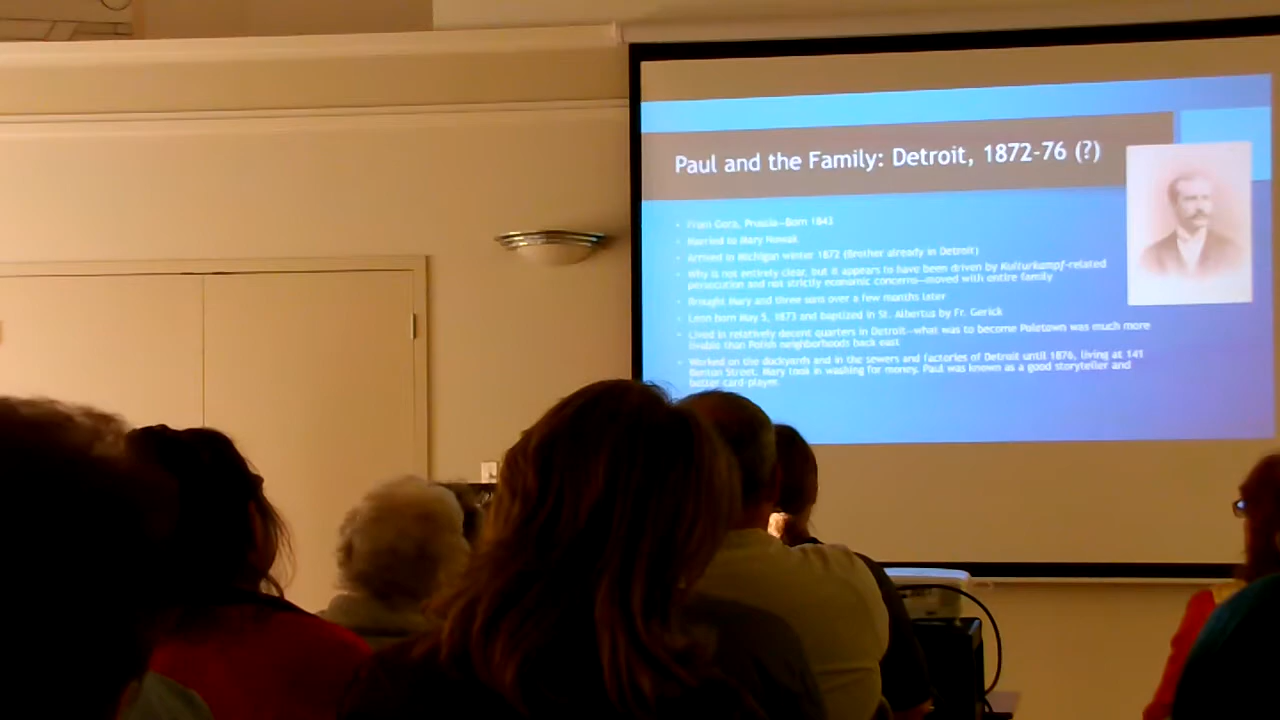 Paul and the Family: Detroit, 1872-76 (?)
From Gora, Prussia—Born 1843
Married to Mary Nowak
Arrived in Michigan winter 1872 (Brother already in Detroit)
Why is not entirely clear, but it appears to have been driven by Kulturkampf-related
persecution and not strictly economic concerns—moved with entire family
Brought Mary and three sons over a few months later
Leon born May 5, 1873 and baptized in St. Albertus by Fr. Gerick
Lived in relatively decent quarters in Detroit—what was to become Poletown was much more
livable than Polish neighborhoods back east
Worked on the dockyards and in the sewers and factories of Detroit until 1876, living at 141
Benton Street. Mary took in washing for money. Paul was known as a good storyteller and
better card-player.